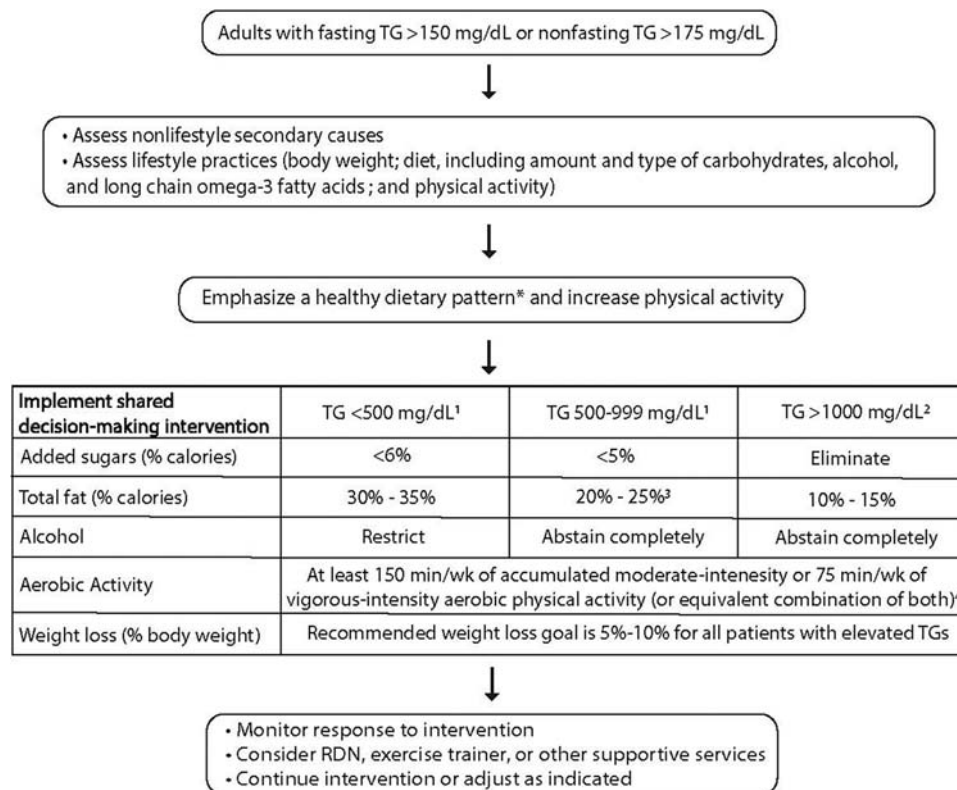 Adults with fasting TG >150 mg/dL or nonfasting TG >175 mg/dL
• Assess nonlifestyle secondary causes
• Assess lifestyle practices (body weight; diet, including amount and type of carbohydrates, alcohol,
and long chain omega-3 fatty acids ; and physical activity)
Emphasize a healthy dietary pattern* and increase physical activity
Implement shared
decision-making intervention
TG <500 mg/dL¹
TG 500-999 mg/dL¹
TG >1000 mg/dL²
Added sugars (% calories)
<6%
<5%
Eliminate
Total fat (% calories)
30% - 35%
20% - 25%³
10% - 15%
Alcohol
Restrict
Abstain completely
Abstain completely
Aerobic Activity
At least 150 min/wk of accumulated moderate-intenesity or 75 min/wk of
vigorous-intensity aerobic physical activity (or equivalent combination of both)
Weight loss (% body weight)
Recommended weight loss goal is 5%-10% for all patients with elevated TGs
• Monitor response to intervention
• Consider RDN, exercise trainer, or other supportive services
• Continue intervention or adjust as indicated